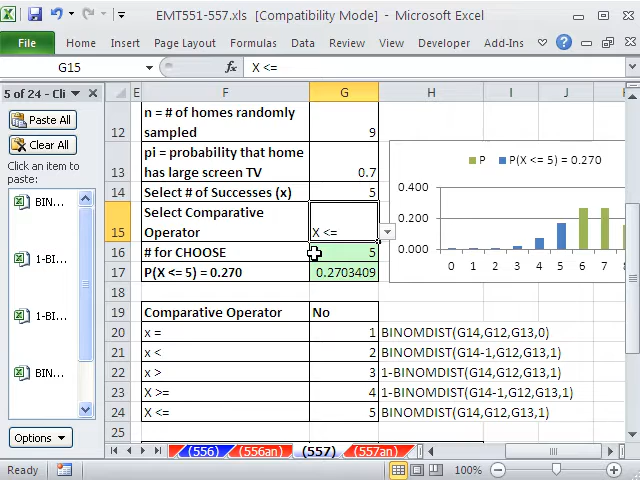 EMT551-557.xls [Compatibility Mode] - Microsoft Excel
File Home Insert Formulas Data Review View Developer Add-Ins
G15 fx X <=
5 of 24 - Cli
Paste All
Clear All
Click an item to
paste:
BIN...
1-BI...
1-BI...
BIN...
Options
E F G H I J
12 n = # of homes randomly
sampled 9
13 pi = probability that home
has large screen TV 0.7
14 Select # of Successes (x) 5
15 Select Comparative
Operator X <=
16 # for CHOOSE 5
17 P(X <= 5) = 0.270 0.2703409
18
19 Comparative Operator No
20 x = 1 BINOMDIST(G14,G12,G13,0)
21 x < 2 BINOMDIST(G14-1,G12,G13,1)
22 x > 3 1-BINOMDIST(G14,G12,G13,1)
23 X >= 4 1-BINOMDIST(G14-1,G12,G13,1)
24 X <= 5 BINOMDIST(G14,G12,G13,1)
25
P P(X <= 5) = 0.270
0.400
0.200
0.000
0 1 2 3 4 5 6 7 8
(556) (556an) (557) (557an)
Ready 100%